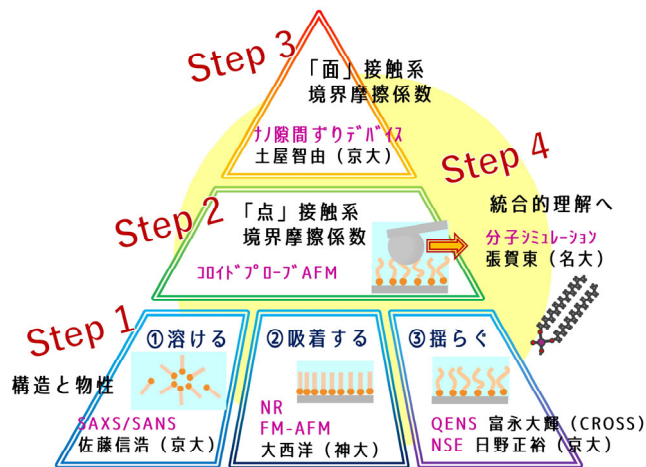 Step 3
「面」接触系
境界摩擦係数
ﾅﾉ隙間ずりﾃﾞﾊﾞｲｽ
土屋智由（京大）
Step 4
統合的理解へ
分子ｼﾐｭﾚｰｼｮﾝ
張賀東（名大）
Step 2
「点」接触系
境界摩擦係数
ｺﾛｲﾄﾞﾌﾟﾛｰﾌﾞAFM
Step 1
構造と物性
①溶ける
SAXS/SANS
佐藤信浩（京大）
②吸着する
NR
FM-AFM
大西洋（神大）
③揺らぐ
QENS 富永大輝（CROSS）
NSE 日野正裕（京大）